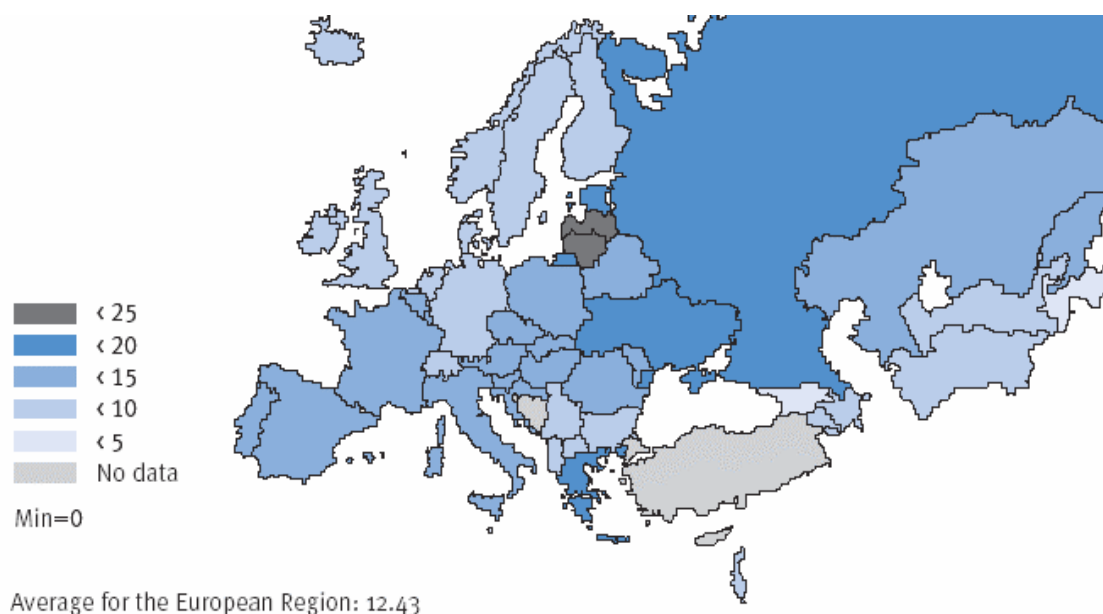 < 25
< 20
< 15
< 10
< 5
No data
Min=0
Average for the European Region: 12.43